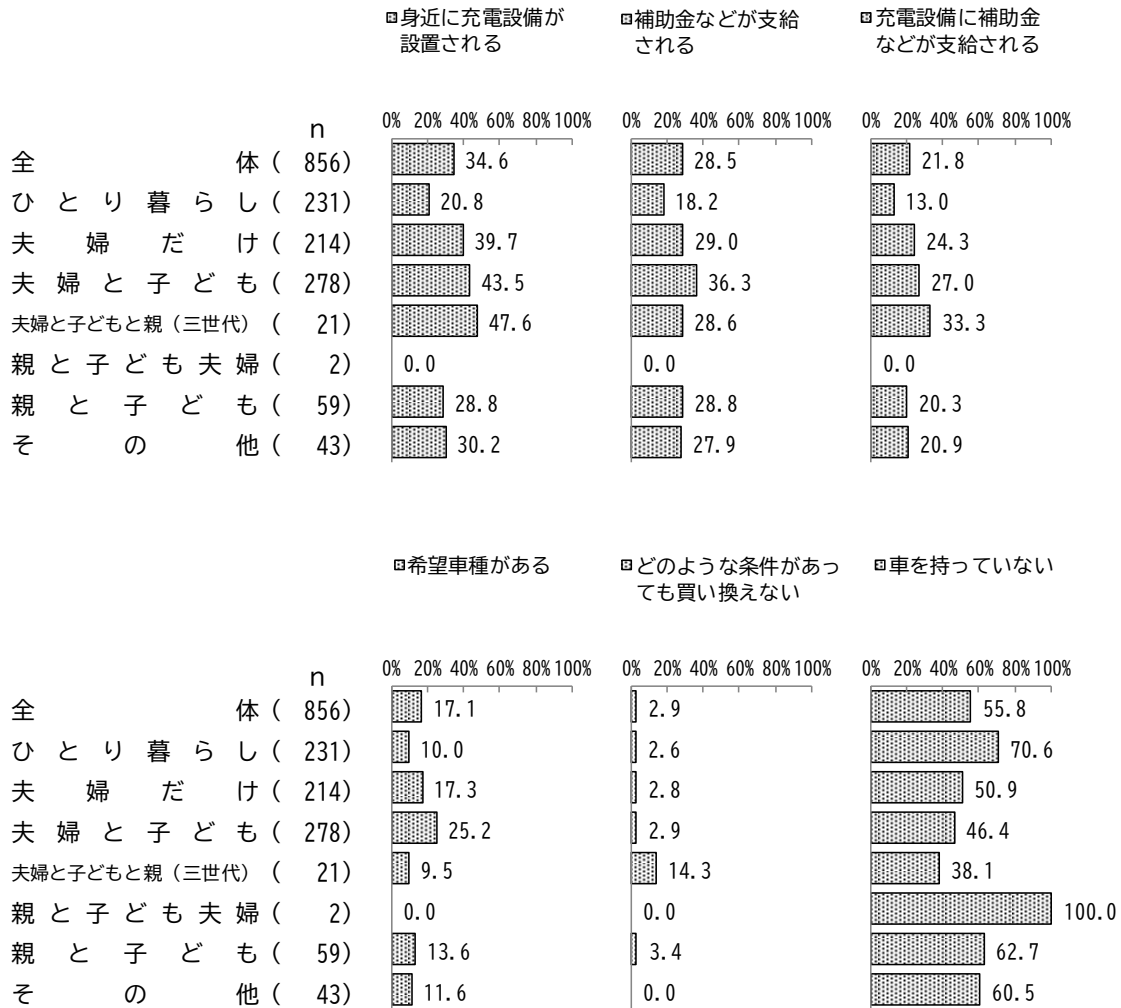 身近に充電設備が
設置される
補助金などが支給
される
充電設備に補助金
などが支給される
0% 20% 40% 60% 80% 100% 0% 20% 40% 60% 80% 100% 0% 20% 40% 60% 80% 100%
n
全体 ( 856) 34.6 28.5 21.8
ひとり暮らし ( 231) 20.8 18.2 13.0
夫婦だけ ( 214) 39.7 29.0 24.3
夫婦と子ども ( 278) 43.5 36.3 27.0
夫婦と子どもと親（三世代） ( 21) 47.6 28.6 33.3
親と子ども夫婦 ( 2) 0.0 0.0 0.0
親と子ども ( 59) 28.8 28.8 20.3
その他 ( 43) 30.2 27.9 20.9
希望車種がある
どのような条件があっ
ても買い換えない
車を持っていない
0% 20% 40% 60% 80% 100% 0% 20% 40% 60% 80% 100% 0% 20% 40% 60% 80% 100%
n
全体 ( 856) 17.1 2.9 55.8
ひとり暮らし ( 231) 10.0 2.6 70.6
夫婦だけ ( 214) 17.3 2.8 50.9
夫婦と子ども ( 278) 25.2 2.9 46.4
夫婦と子どもと親（三世代） ( 21) 9.5 14.3 38.1
親と子ども夫婦 ( 2) 0.0 0.0 100.0
親と子ども ( 59) 13.6 3.4 62.7
その他 ( 43) 11.6 0.0 60.5